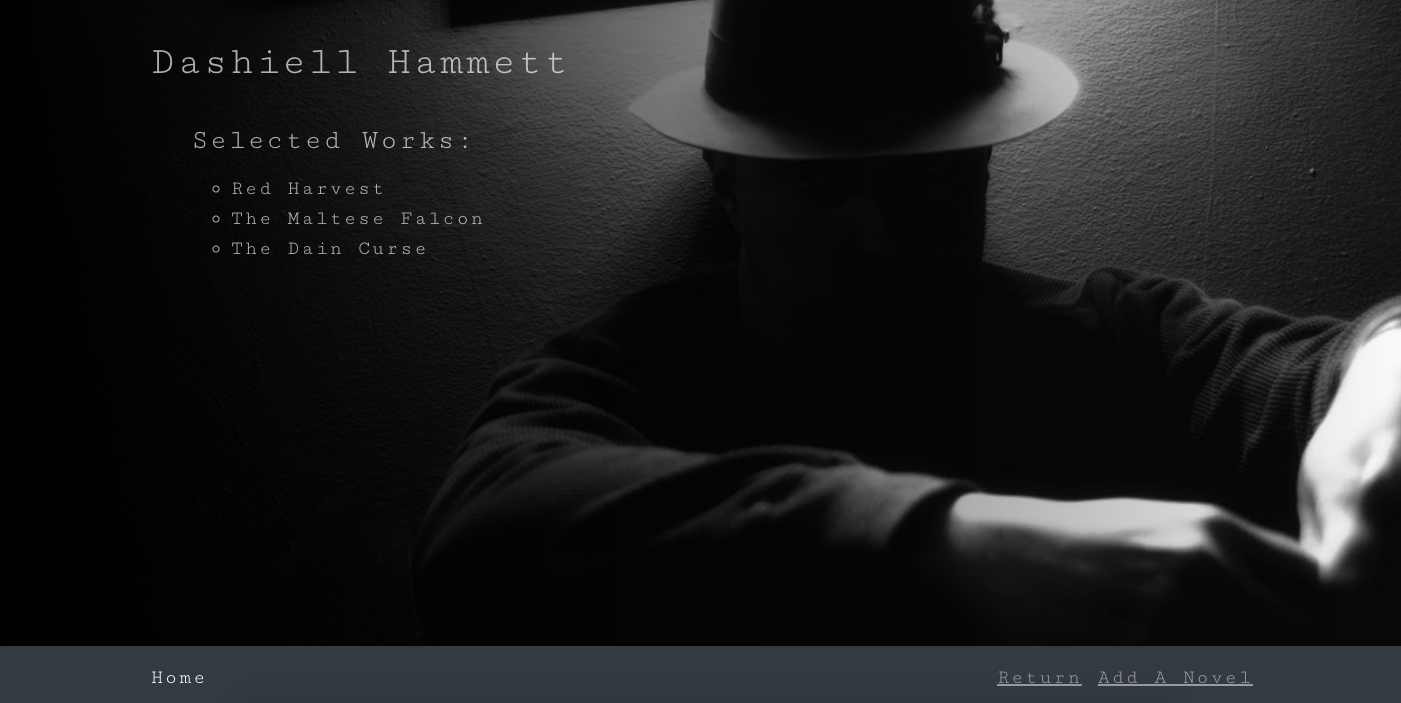 Dashiell Hammett
Selected Works:
Red Harvest
The Maltese Falcon
The Dain Curse
Home
Return Add A Novel